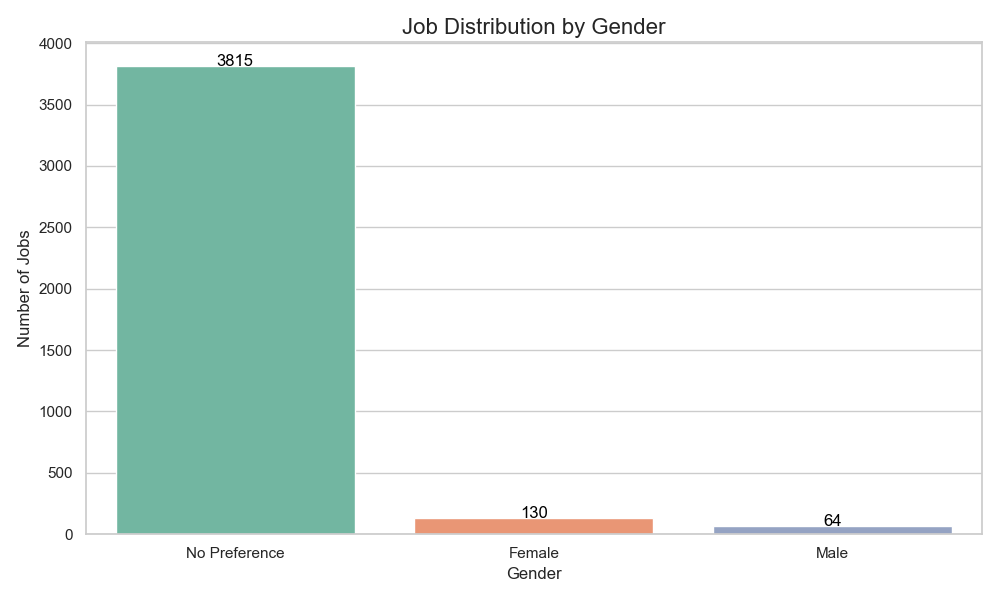 Job Distribution by Gender
Number of Jobs
4000
3500
3000
2500
2000
1500
1000
500
0
3815
130
64
No Preference
Female
Male
Gender